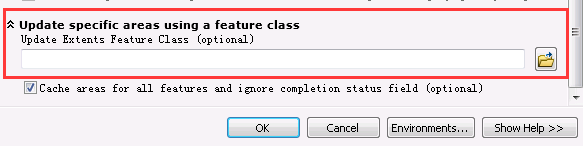 Update specific areas using a feature class
Update Extents Feature Class (optional)
Cache areas for all features and ignore completion status field (optional)
OK
Cancel
Environments...
Show Help >>